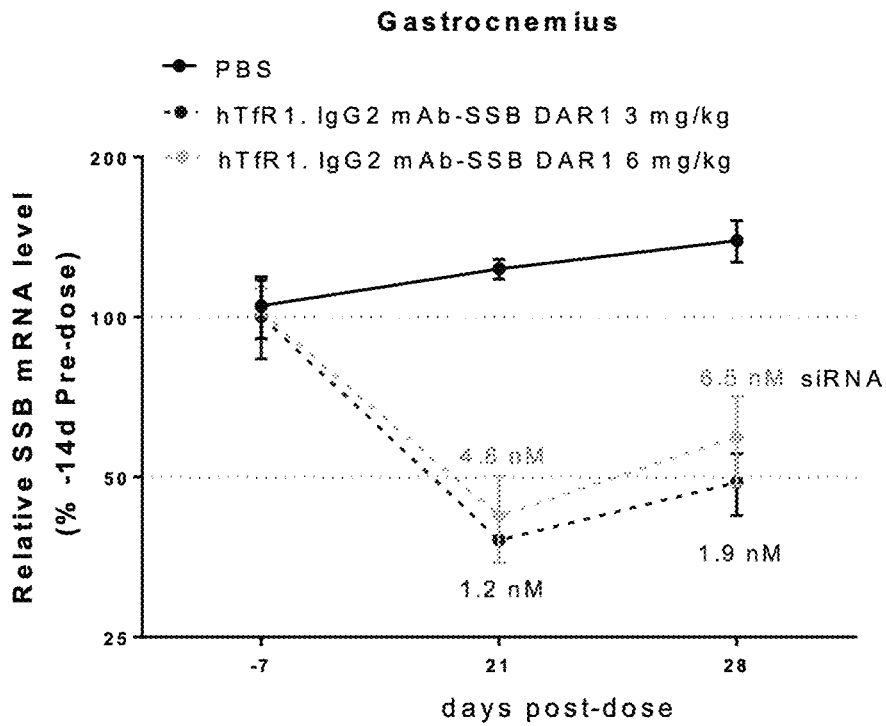 Gastrocnemius
PBS
hTfR1. IgG2 mAb-SSB DAR1 3 mg/kg
hTfR1. IgG2 mAb-SSB DAR1 6 mg/kg
Relative SSB mRNA level
(% -14d Pre-dose)
200
100
50
25
6.5 nM siRNA
4.6 nM
1.2 nM
1.9 nM
-7
21
28
days post-dose